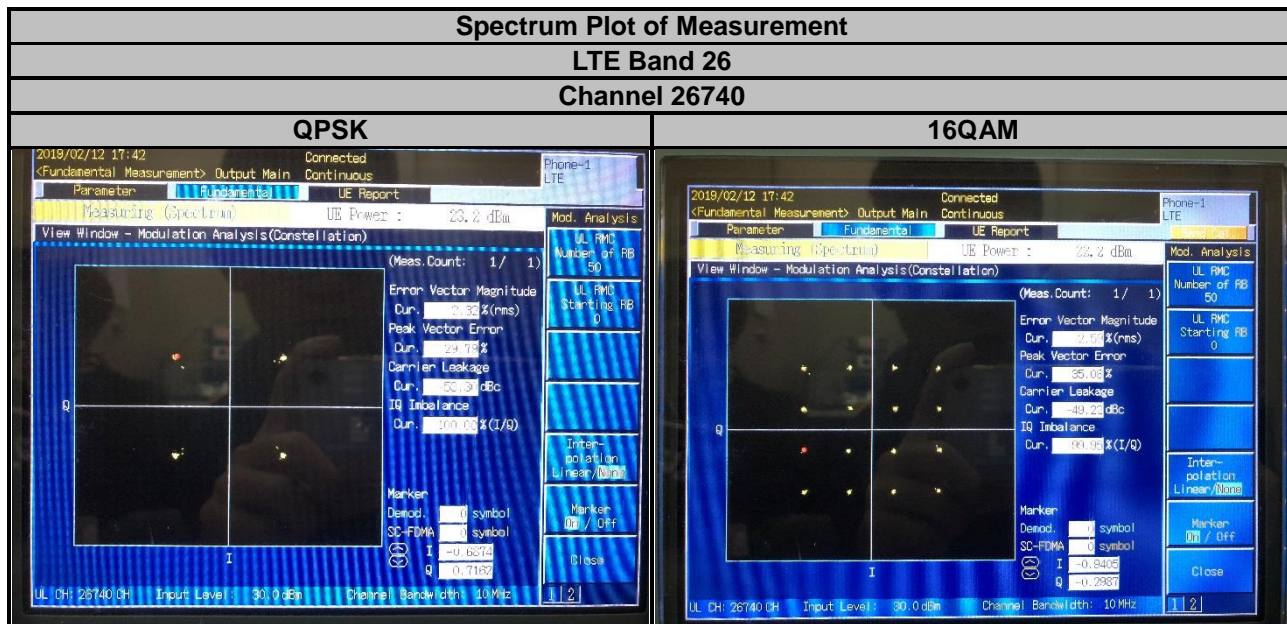 Spectrum Plot of Measurement
LTE Band 26
Channel 26740
QPSK
2019/02/12 17:42 Connected
<Fundamental Measurement> Output Main Continuous
Phone-1
LTE
Parameter Fundamental UE Report
Measuring (Spectrum) UE Power : 23.2 dBm
Mod. Analysis
View Window - Modulation Analysis(Constellation)
UL RMC
Number of RB
50
(Meas.Count: 1/ 1)
Error Vector Magnitude
Cur. %(rms)
UL RMC
Starting RB
0
Peak Vector Error
Cur. 29.79 %
Carrier Leakage
Cur. dBc
IQ Imbalance
Cur. 100.00 %(I/Q)
Q
I
Inter-
polation
Linear/None
Marker
Demod. 0 symbol
SC-FDMA 0 symbol
I -0.6874
Q 0.7162
Marker
On / Off
Close
UL CH: 26740 CH Input Level: 30.0 dBm Channel Bandwidth: 10 MHz
1 2
16QAM
2019/02/12 17:42 Connected
<Fundamental Measurement> Output Main Continuous
Phone-1
LTE
Parameter Fundamental UE Report
Measuring (Spectrum) UE Power : 22.2 dBm
Mod. Analysis
View Window - Modulation Analysis(Constellation)
UL RMC
Number of RB
50
(Meas.Count: 1/ 1)
Error Vector Magnitude
Cur. %(rms)
UL RMC
Starting RB
0
Peak Vector Error
Cur. 35.08 %
Carrier Leakage
Cur. dBc
IQ Imbalance
Cur. 99.95 %(I/Q)
Q
I
Inter-
polation
Linear/None
Marker
Demod. 0 symbol
SC-FDMA 0 symbol
I -0.9405
Q -0.2987
Marker
On / Off
Close
UL CH: 26740 CH Input Level: 30.0 dBm Channel Bandwidth: 10 MHz
1 2